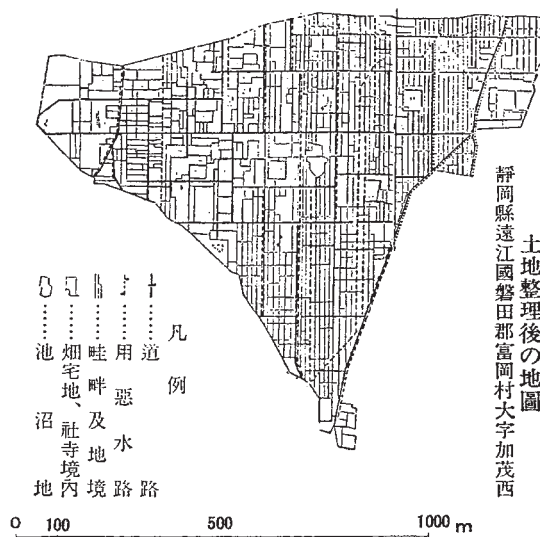 土地整理後の地圖
靜岡縣遠江國磐田郡富岡村大字加茂西
凡例
道路
用惡水路
畦畔及地境
畑宅地、社寺境內
池沼地
0 100 500 1000 m